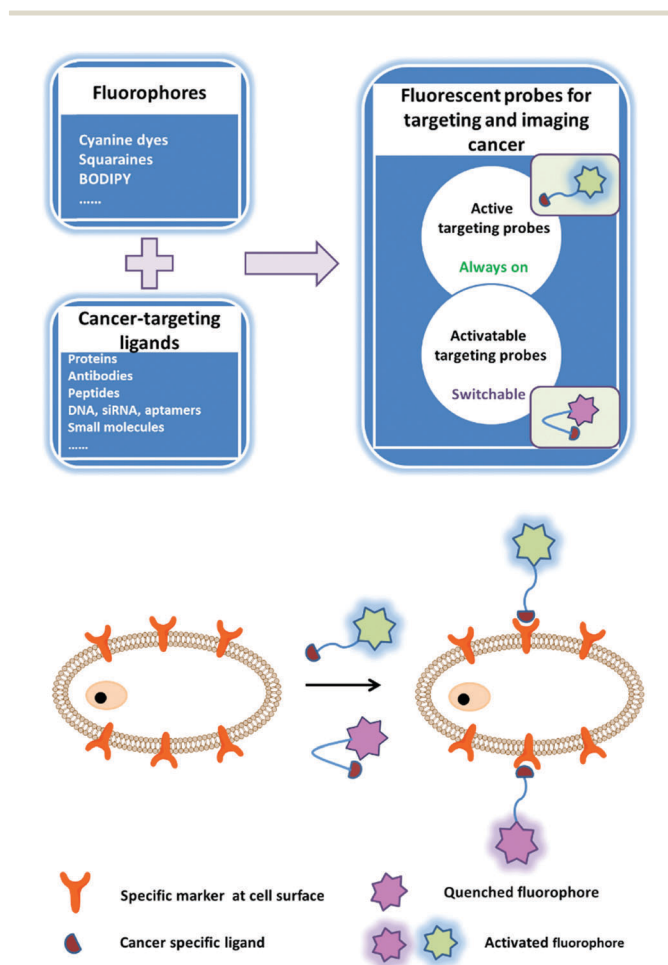 Fluorophores
Cyanine dyes
Squaraines
BODIPY
......
Cancer-targeting
ligands
Proteins
Antibodies
Peptides
DNA, siRNA, aptamers
Small molecules
......
Fluorescent probes for
targeting and imaging
cancer
Active
targeting probes
Always on
Activatable
targeting probes
Switchable
Specific marker at cell surface
Quenched fluorophore
Cancer specific ligand
Activated fluorophore